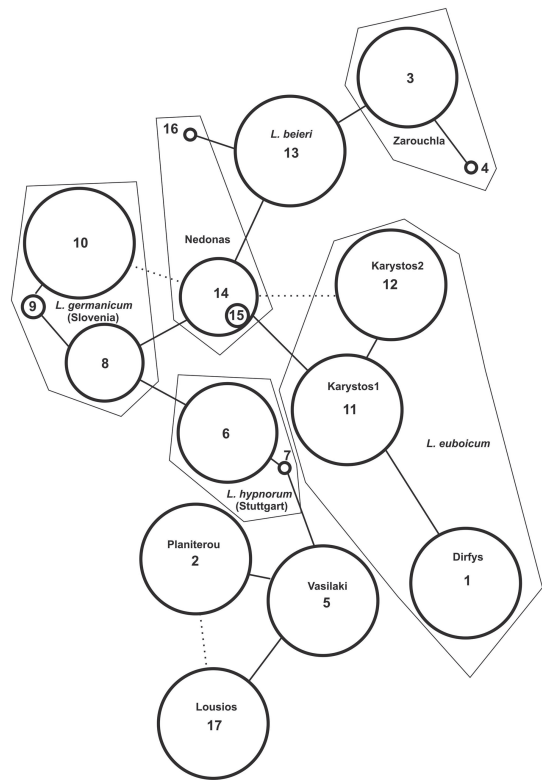 3
Zarouchla
4
16
L. beieri
13
Nedonas
10
L. germanicum
(Slovenia)
9
14
15
Karystos2
12
8
Karystos1
11
6
7
L. euboicum
L. hypnorum
(Stuttgart)
Planiterou
2
Vasilaki
5
Dirfys
1
Lousios
17